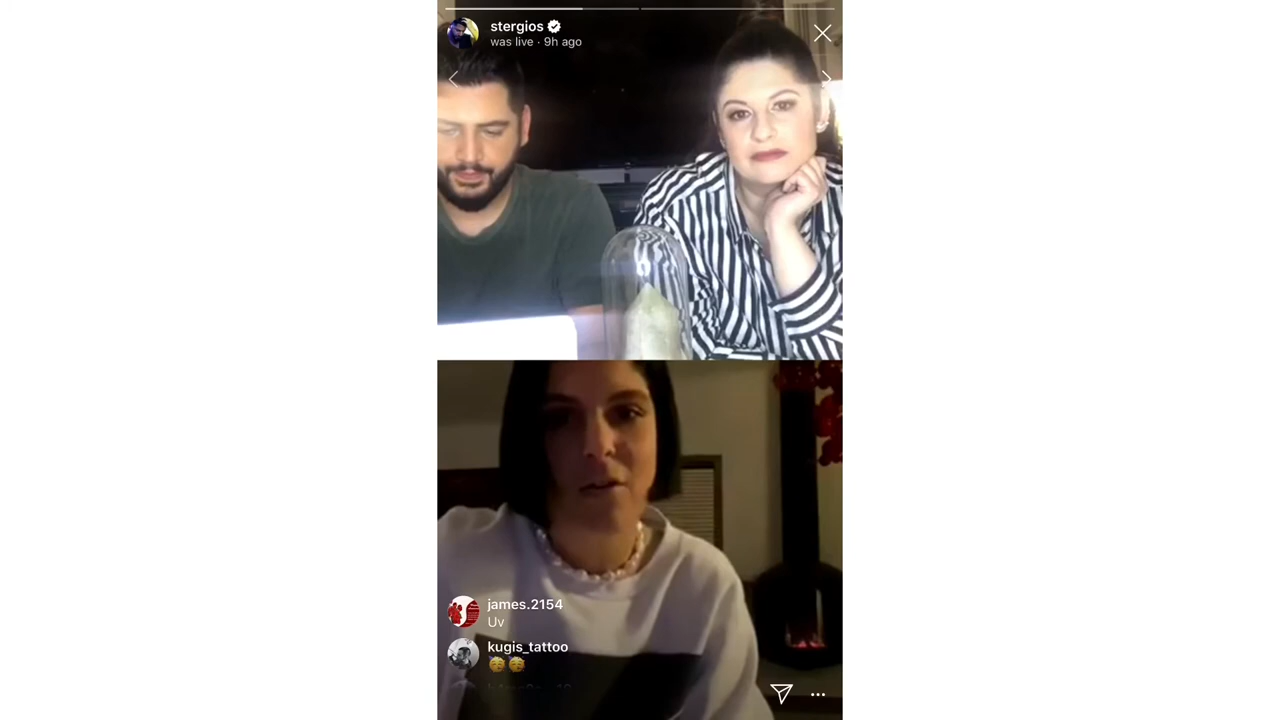 stergios
was live · 9h ago
james.2154
Uv
kugis_tattoo
🥳🥳